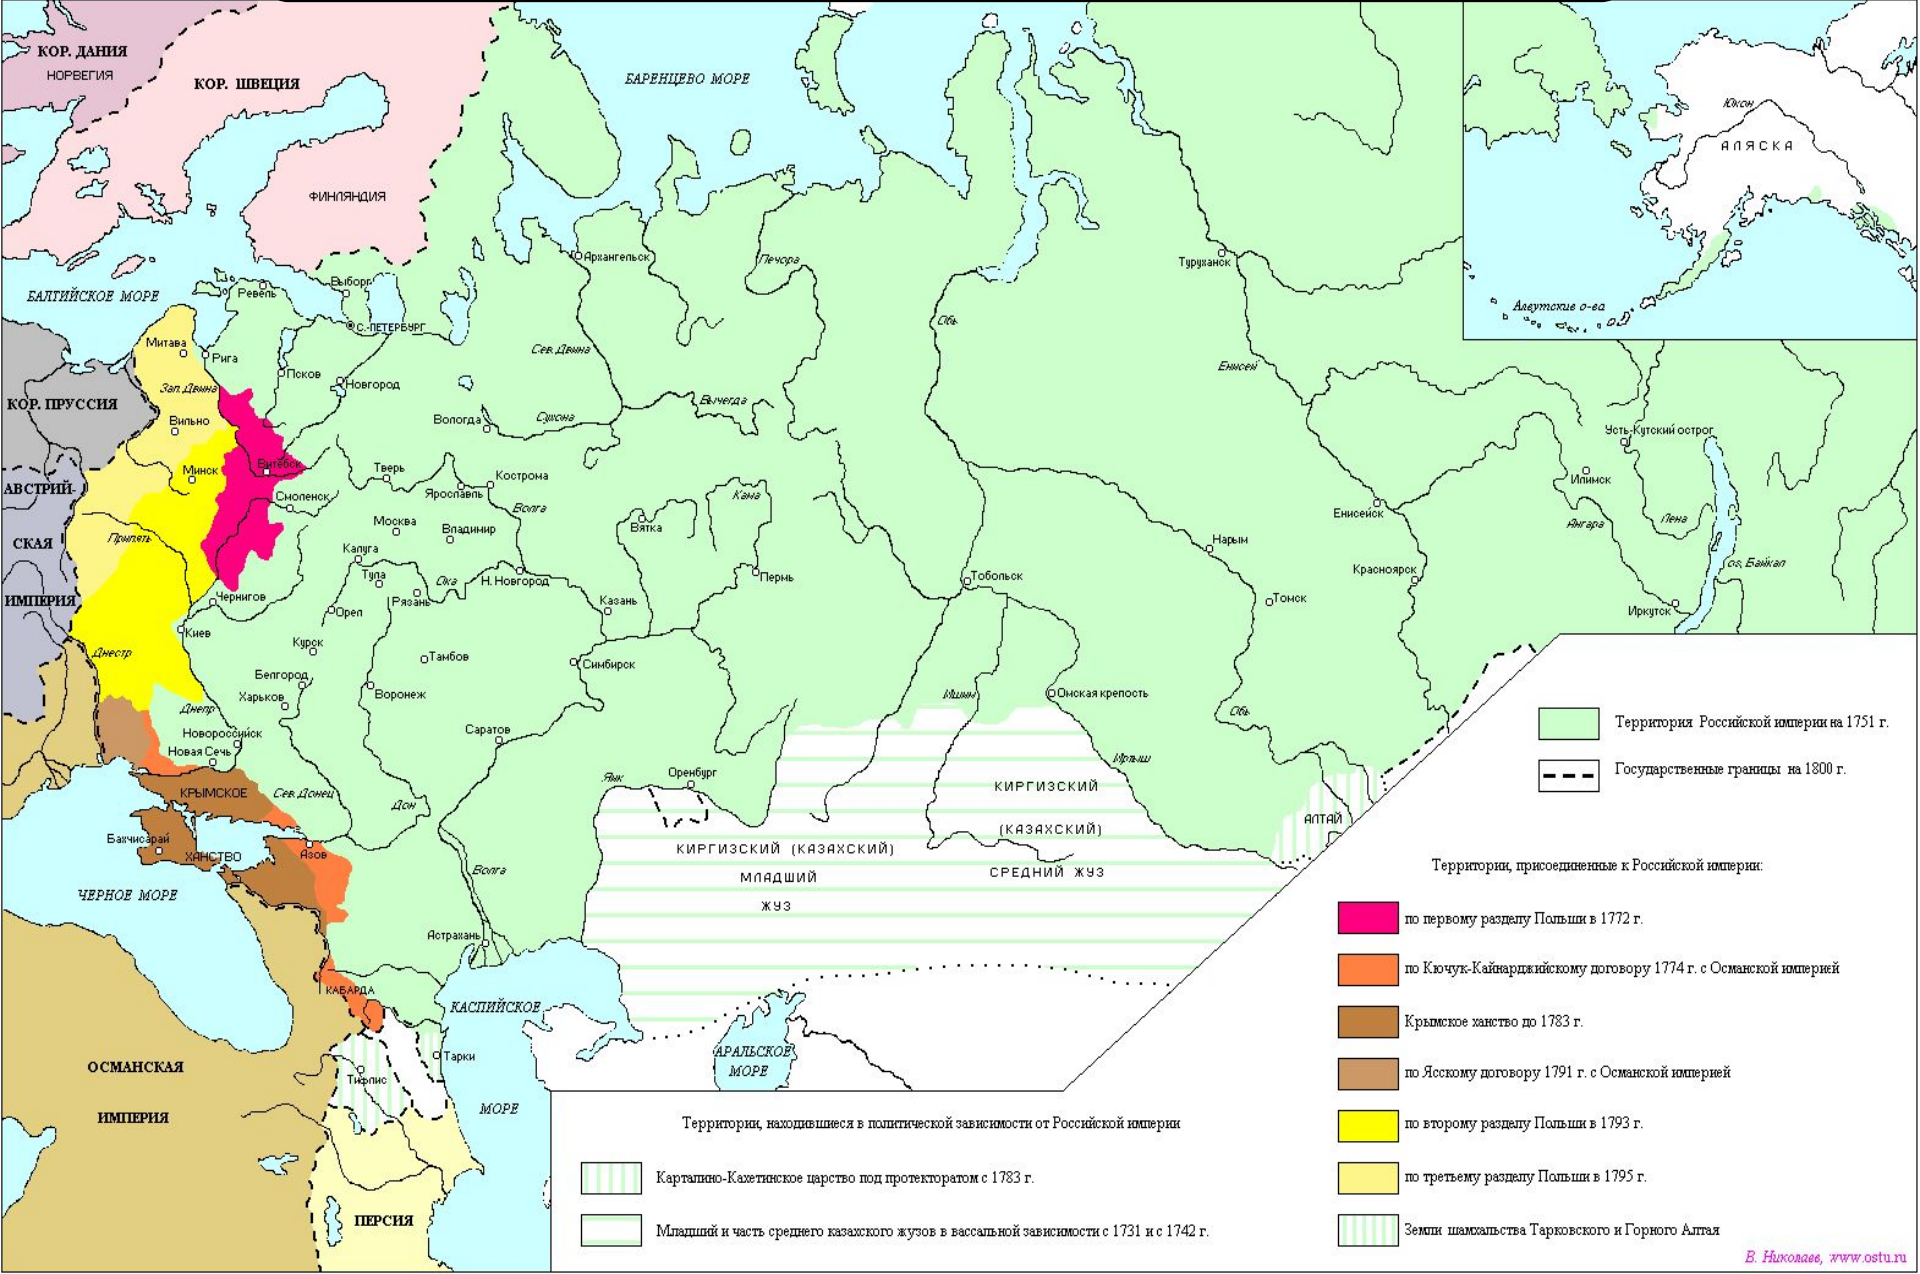 КОР. ДАНИЯ
НОРВЕГИЯ
КОР. ШВЕЦИЯ
ФИНЛЯНДИЯ
БАРЕНЦЕВО МОРЕ
Юкон
АЛЯСКА
Алеутские о-ва
БАЛТИЙСКОЕ МОРЕ
Ревель
Выборг
С.-ПЕТЕРБУРГ
Архангельск
Печора
Туруханск
Обь
Енисей
Митава
Рига
Псков
Новгород
Сев. Двина
Зап. Двина
КОР. ПРУССИЯ
Вильно
Вологда
Сухона
Вычегда
Усть-Кутский острог
АВСТРИЙ-
СКАЯ
ИМПЕРИЯ
Минск
Витебск
Смоленск
Тверь
Ярославль
Кострома
Волга
Кама
Илимск
Енисейск
Ангара
Лена
Припять
Москва
Владимир
Вятка
Калуга
Тула
Ока
Рязань
Н. Новгород
Пермь
Нарым
Тобольск
Красноярск
оз. Байкал
Чернигов
Орел
Казань
Томск
Иркутск
Киев
Курск
Днестр
Тамбов
Симбирск
Белгород
Харьков
Воронеж
Ишим
Омская крепость
Обь
Днепр
Новороссийск
Новая Сечь
Саратов
Яик
Оренбург
Иртыш
КРЫМСКОЕ
Сев. Донец
Дон
КИРГИЗСКИЙ
(КАЗАХСКИЙ)
СРЕДНИЙ ЖУЗ
АЛТАЙ
Бахчисарай
ХАНСТВО
Азов
КИРГИЗСКИЙ (КАЗАХСКИЙ)
МЛАДШИЙ
ЖУЗ
ЧЕРНОЕ МОРЕ
Волга
Астрахань
КАБАРДА
КАСПИЙСКОЕ
МОРЕ
АРАЛЬСКОЕ
МОРЕ
Тарки
Тифлис
ОСМАНСКАЯ
ИМПЕРИЯ
ПЕРСИЯ
Территория Российской империи на 1751 г.
Государственные границы на 1800 г.
Территории, присоединенные к Российской империи:
по первому разделу Польши в 1772 г.
по Кючук-Кайнарджийскому договору 1774 г. с Османской империей
Крымское ханство до 1783 г.
по Ясскому договору 1791 г. с Османской империей
по второму разделу Польши в 1793 г.
по третьему разделу Польши в 1795 г.
Земли шамхальства Тарковского и Горного Алтая
Территории, находившиеся в политической зависимости от Российской империи
Карталино-Кахетинское царство под протекторатом с 1783 г.
Младший и часть среднего казахского жузов в вассальной зависимости с 1731 и с 1742 г.
В. Николаев, www.ostu.ru